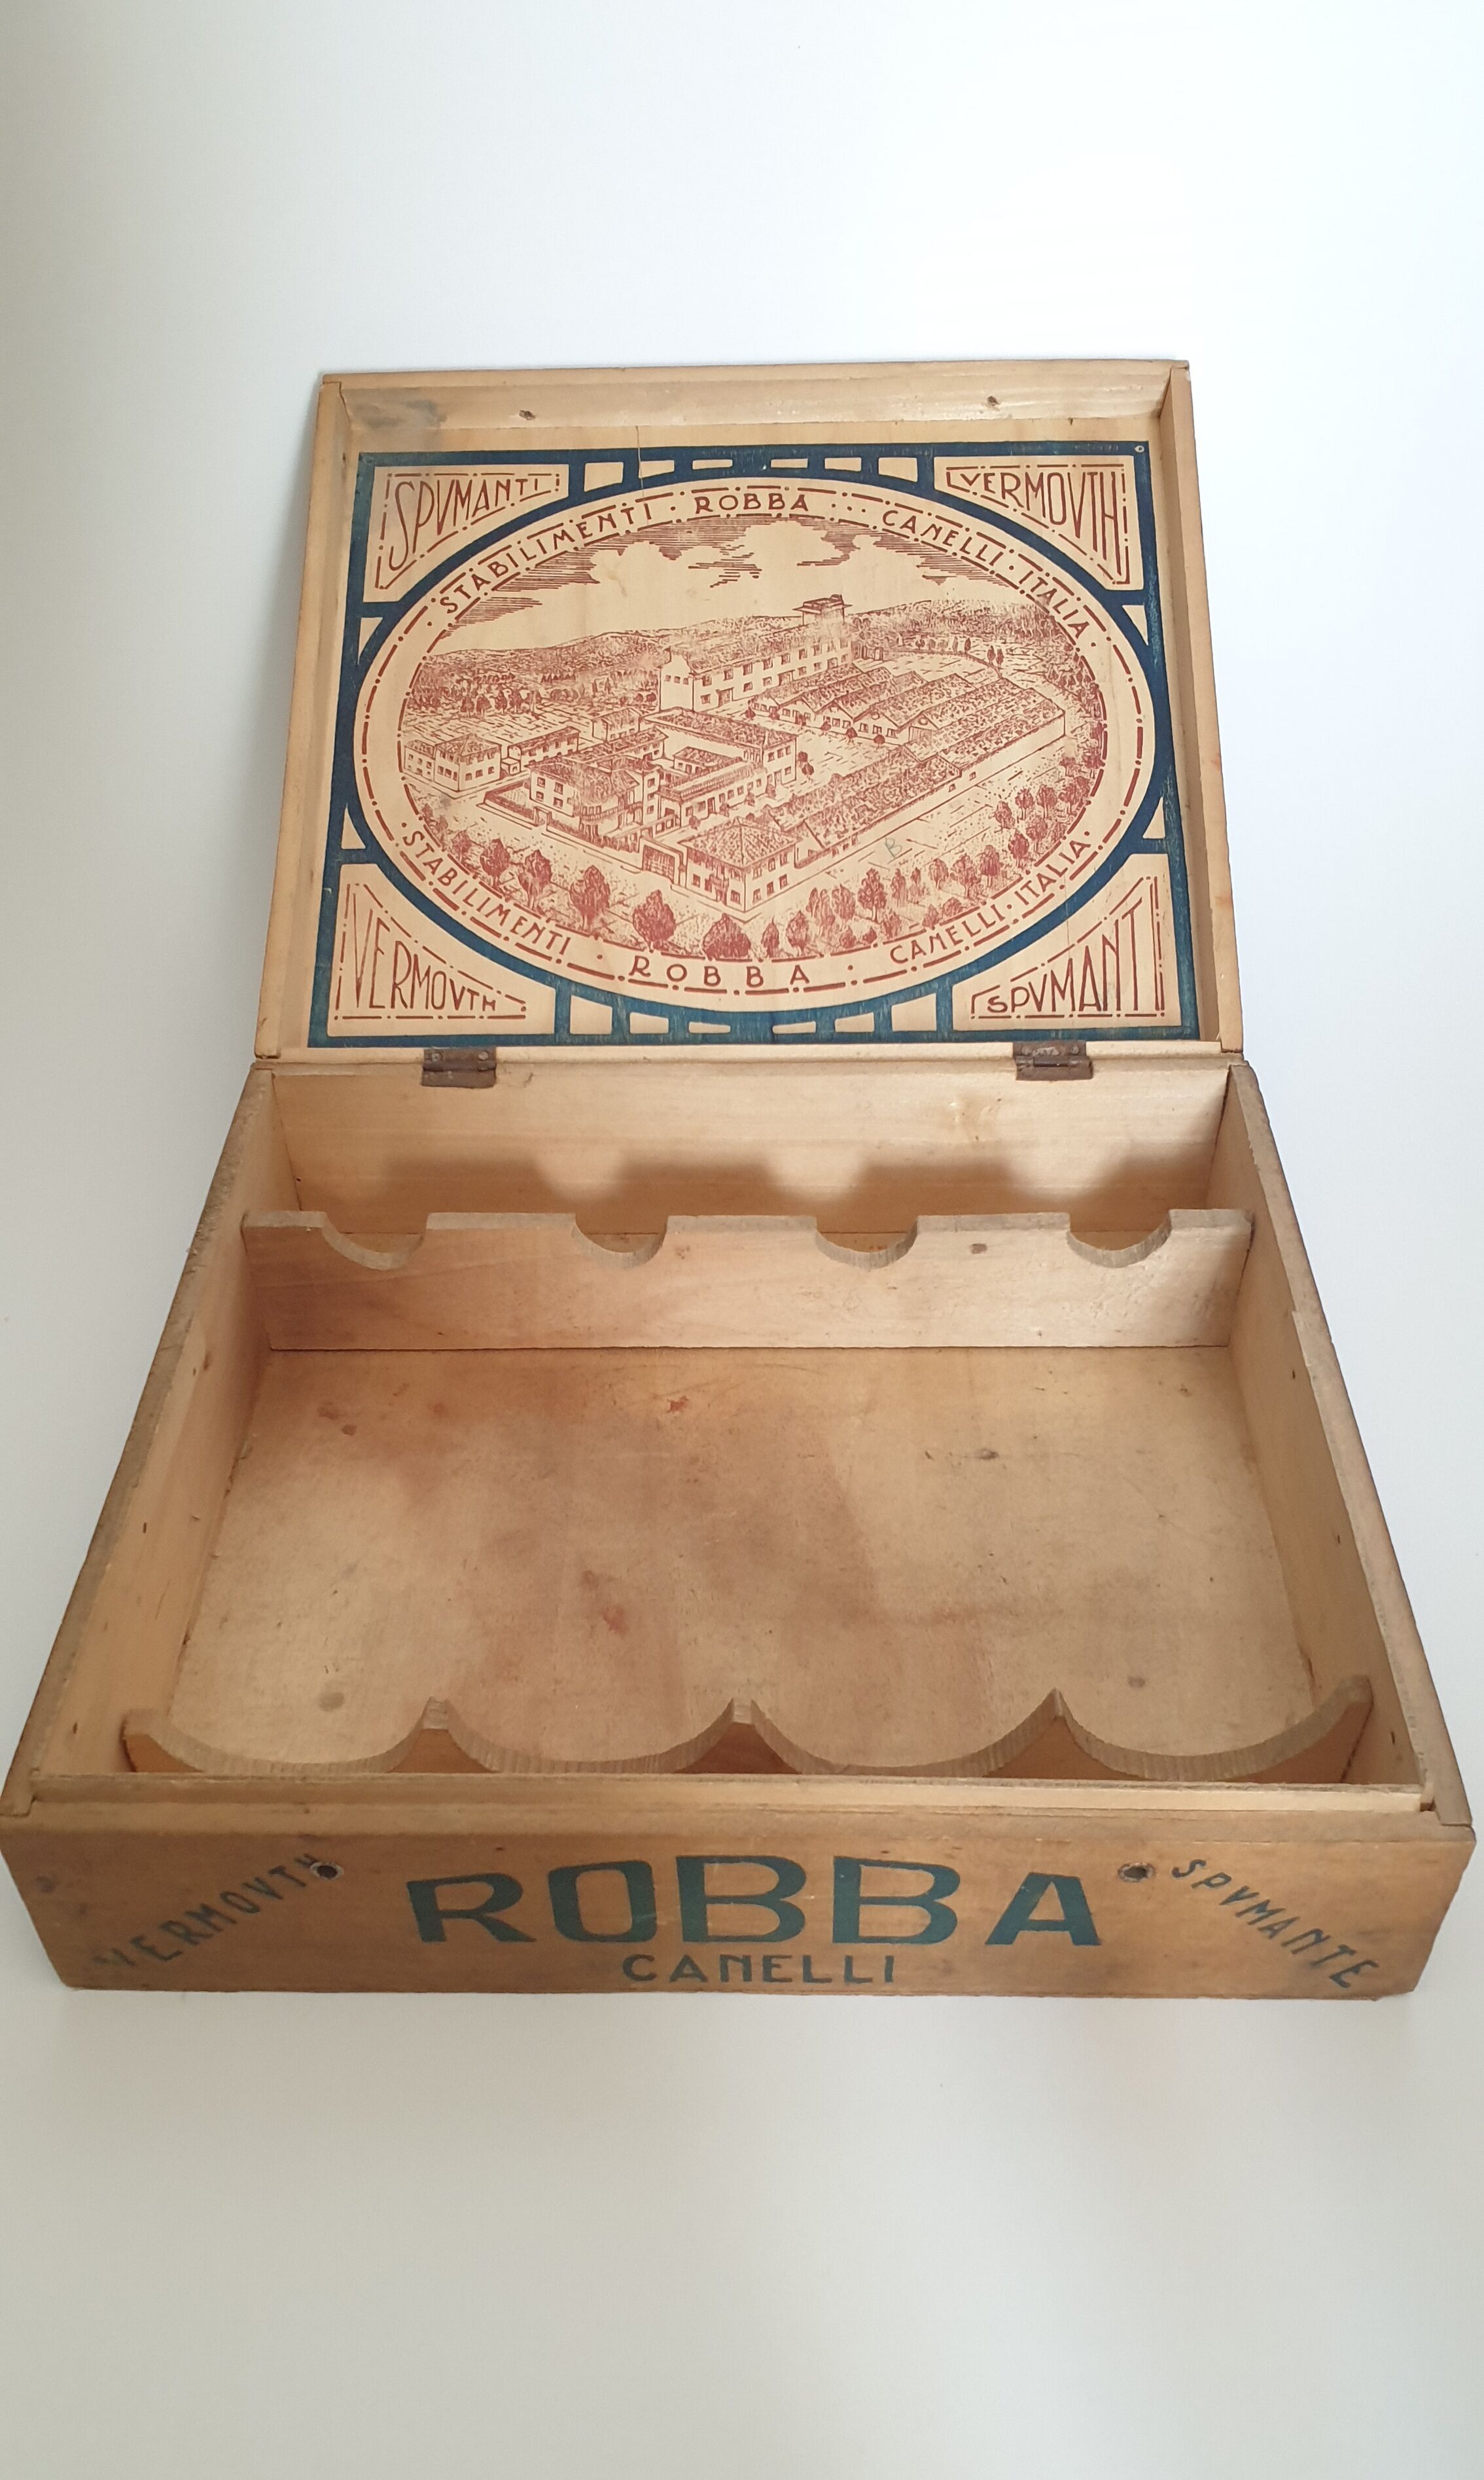 SPVMANTI
VERMOVTH
· STABILIMENTI · ROBBA ··· CANELLI · ITALIA ·
B
· STABILIMENTI · ROBBA · CANELLI · ITALIA ·
VERMOVTH
SPVMANTI
VERMOVTH
ROBBA
SPVMANTE
CANELLI